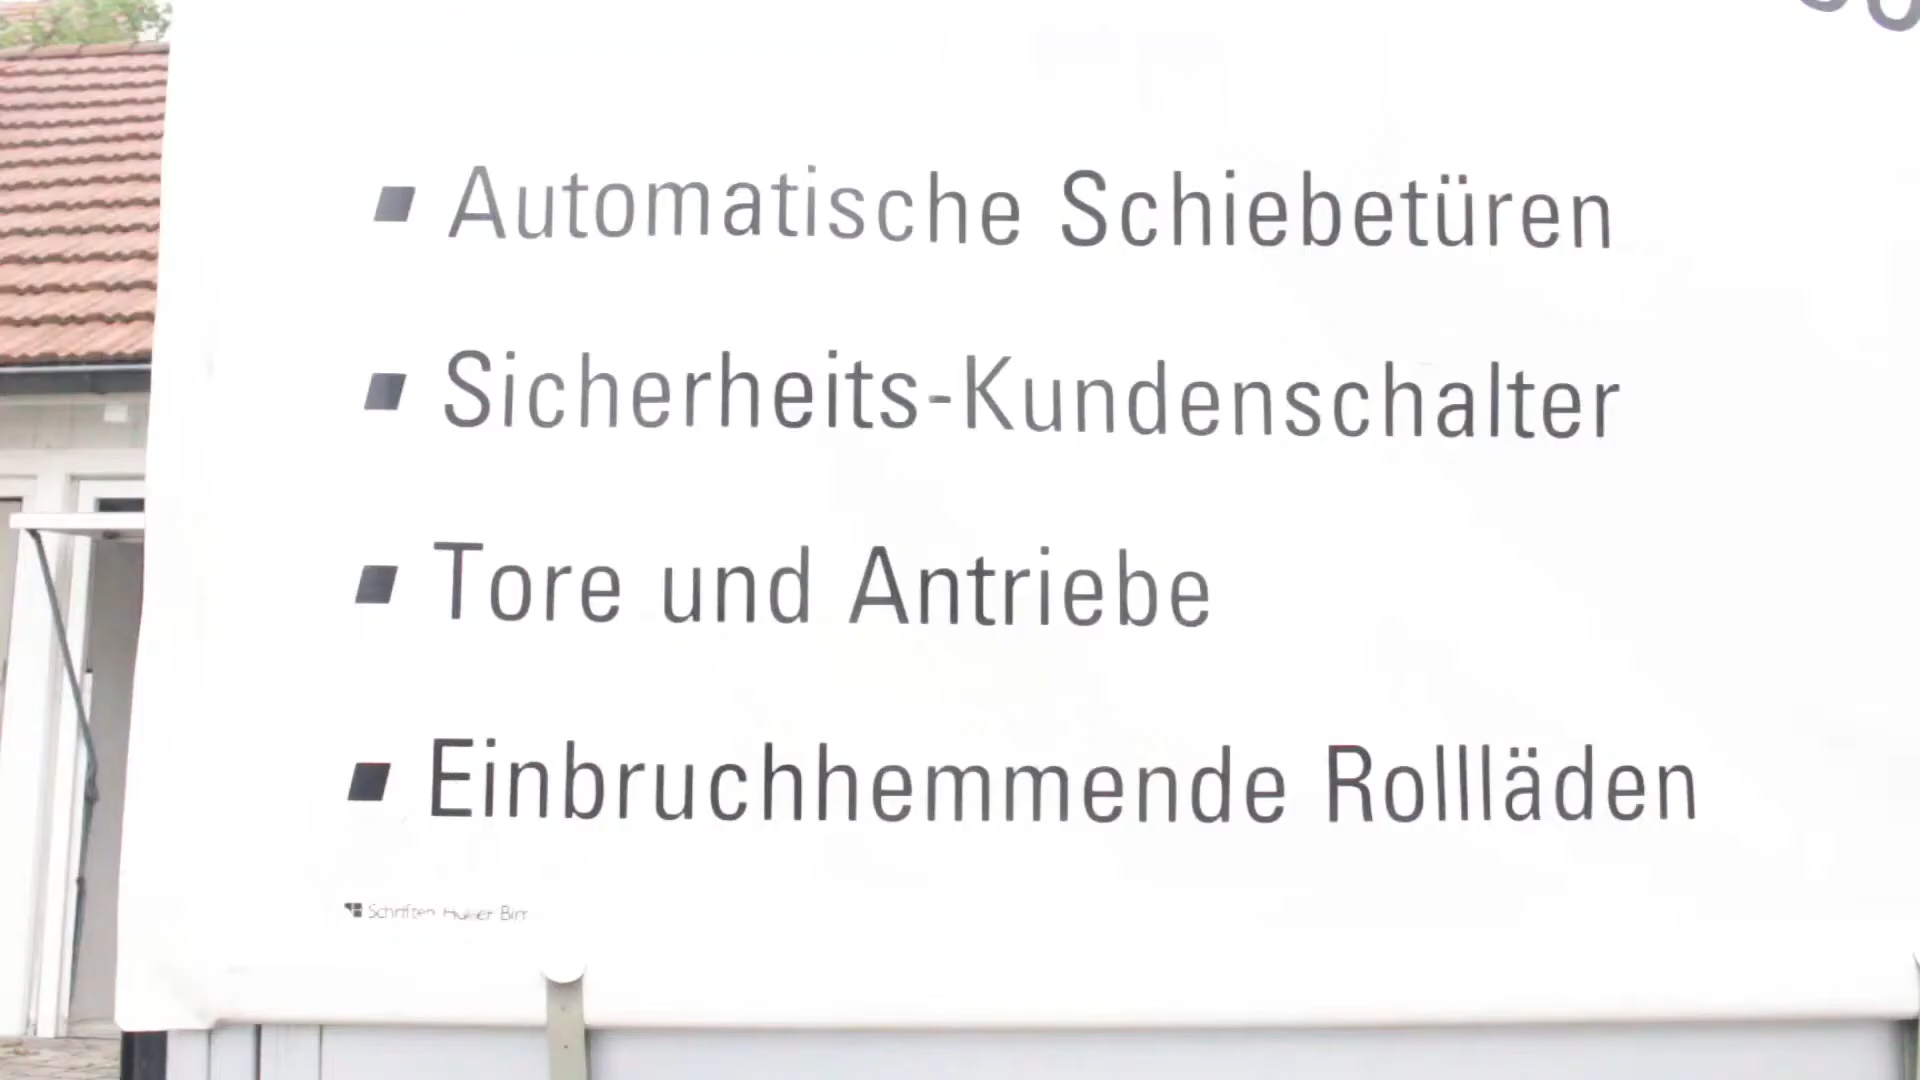 Automatische Schiebetüren
Sicherheits-Kundenschalter
Tore und Antriebe
Einbruchhemmende Rollläden
Schriften